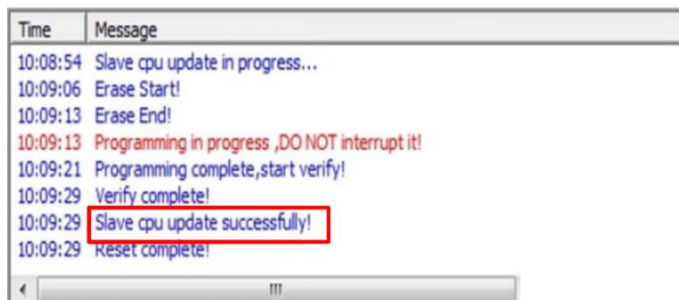 Time Message
10:08:54 Slave cpu update in progress...
10:09:06 Erase Start!
10:09:13 Erase End!
10:09:13 Programming in progress ,DO NOT interrupt it!
10:09:21 Programming complete,start verify!
10:09:29 Verify complete!
10:09:29 Slave cpu update successfully!
10:09:29 Reset complete!